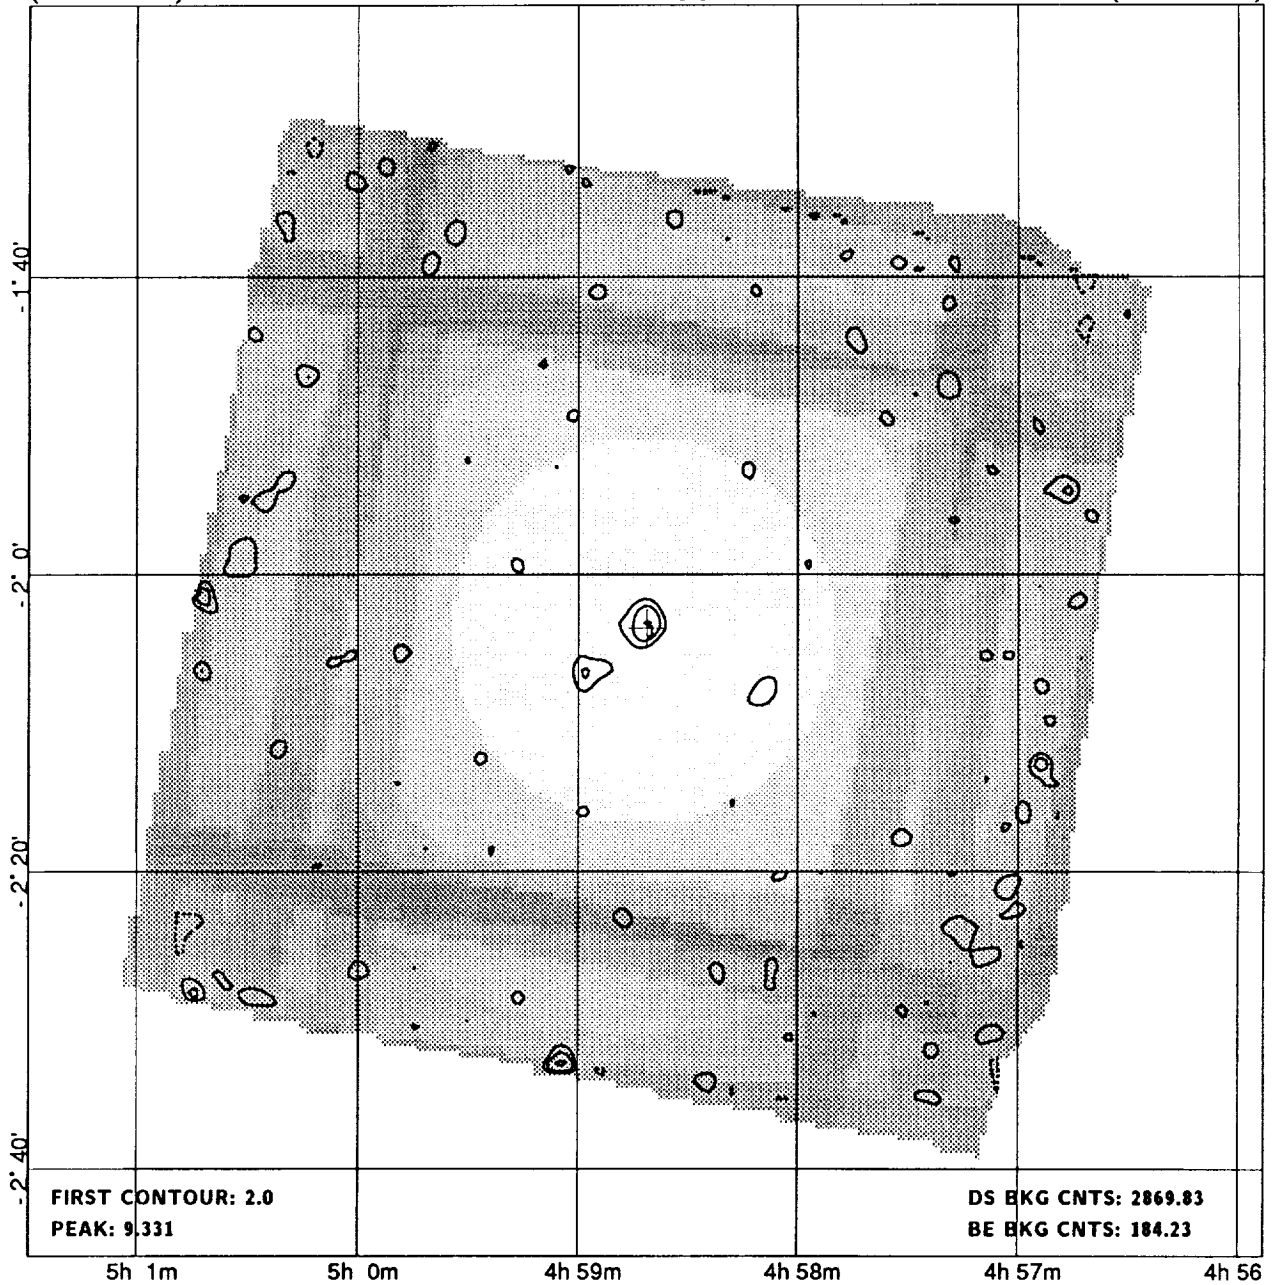 -1° 40'
-2° 0'
-2° 20'
-2° 40'
FIRST CONTOUR: 2.0
PEAK: 9.331
DS BKG CNTS: 2869.83
BE BKG CNTS: 184.23
5h 1m
5h 0m
4h 59m
4h 58m
4h 57m
4h 56